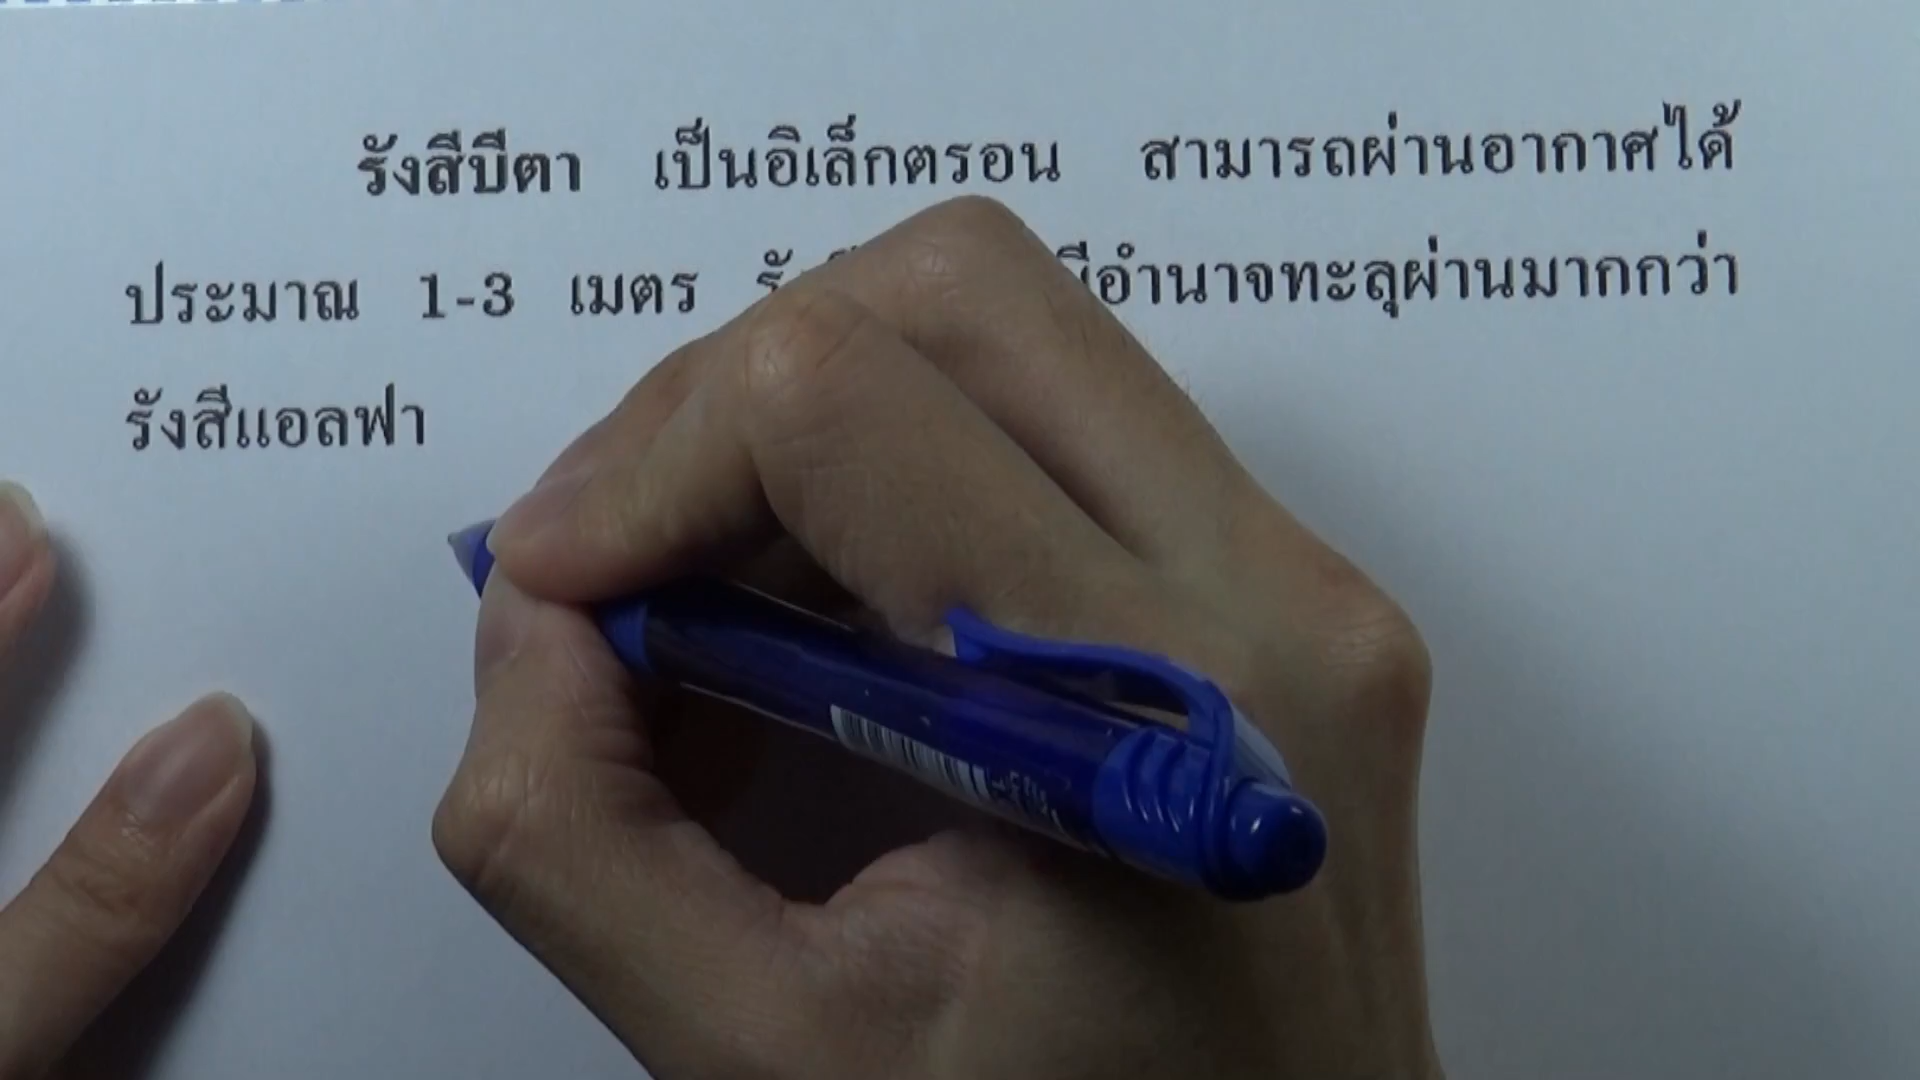 รังสีบีตา เป็นอิเล็กตรอน สามารถผ่านอากาศได้
ประมาณ 1-3 เมตร มีอำนาจทะลุผ่านมากกว่า
รังสีแอลฟา